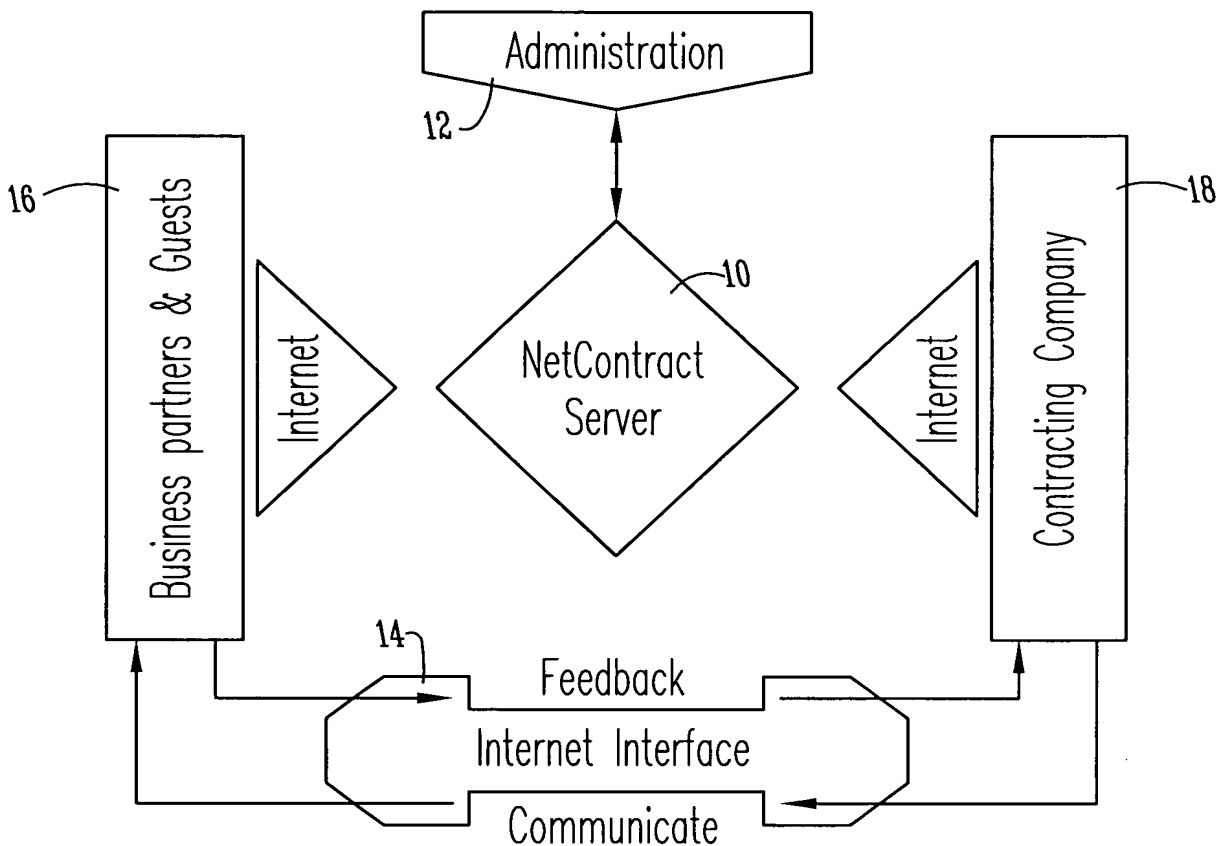 Administration
12
16
18
Business partners & Guests
Internet
10
NetContract
Server
Internet
Contracting Company
14
Feedback
Internet Interface
Communicate